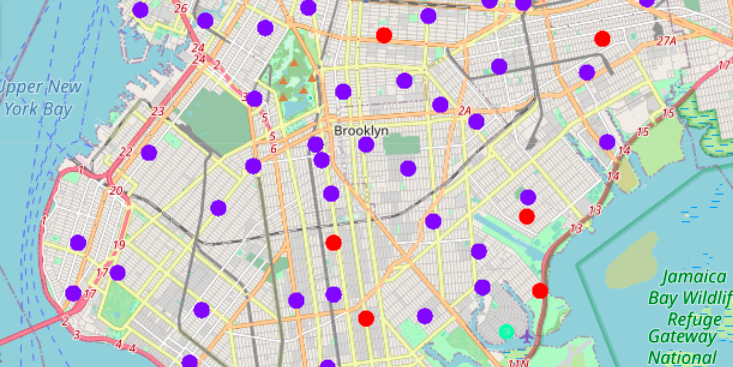 26
24
24
2
Upper New
York Bay
27A
17
23
5
5
6
2A
15
15
Brooklyn
22
14
14
1
20
13
13
19
17
17
Jamaica
Bay Wildlif
Refuge
Gateway
National
2
3
4
4
11N